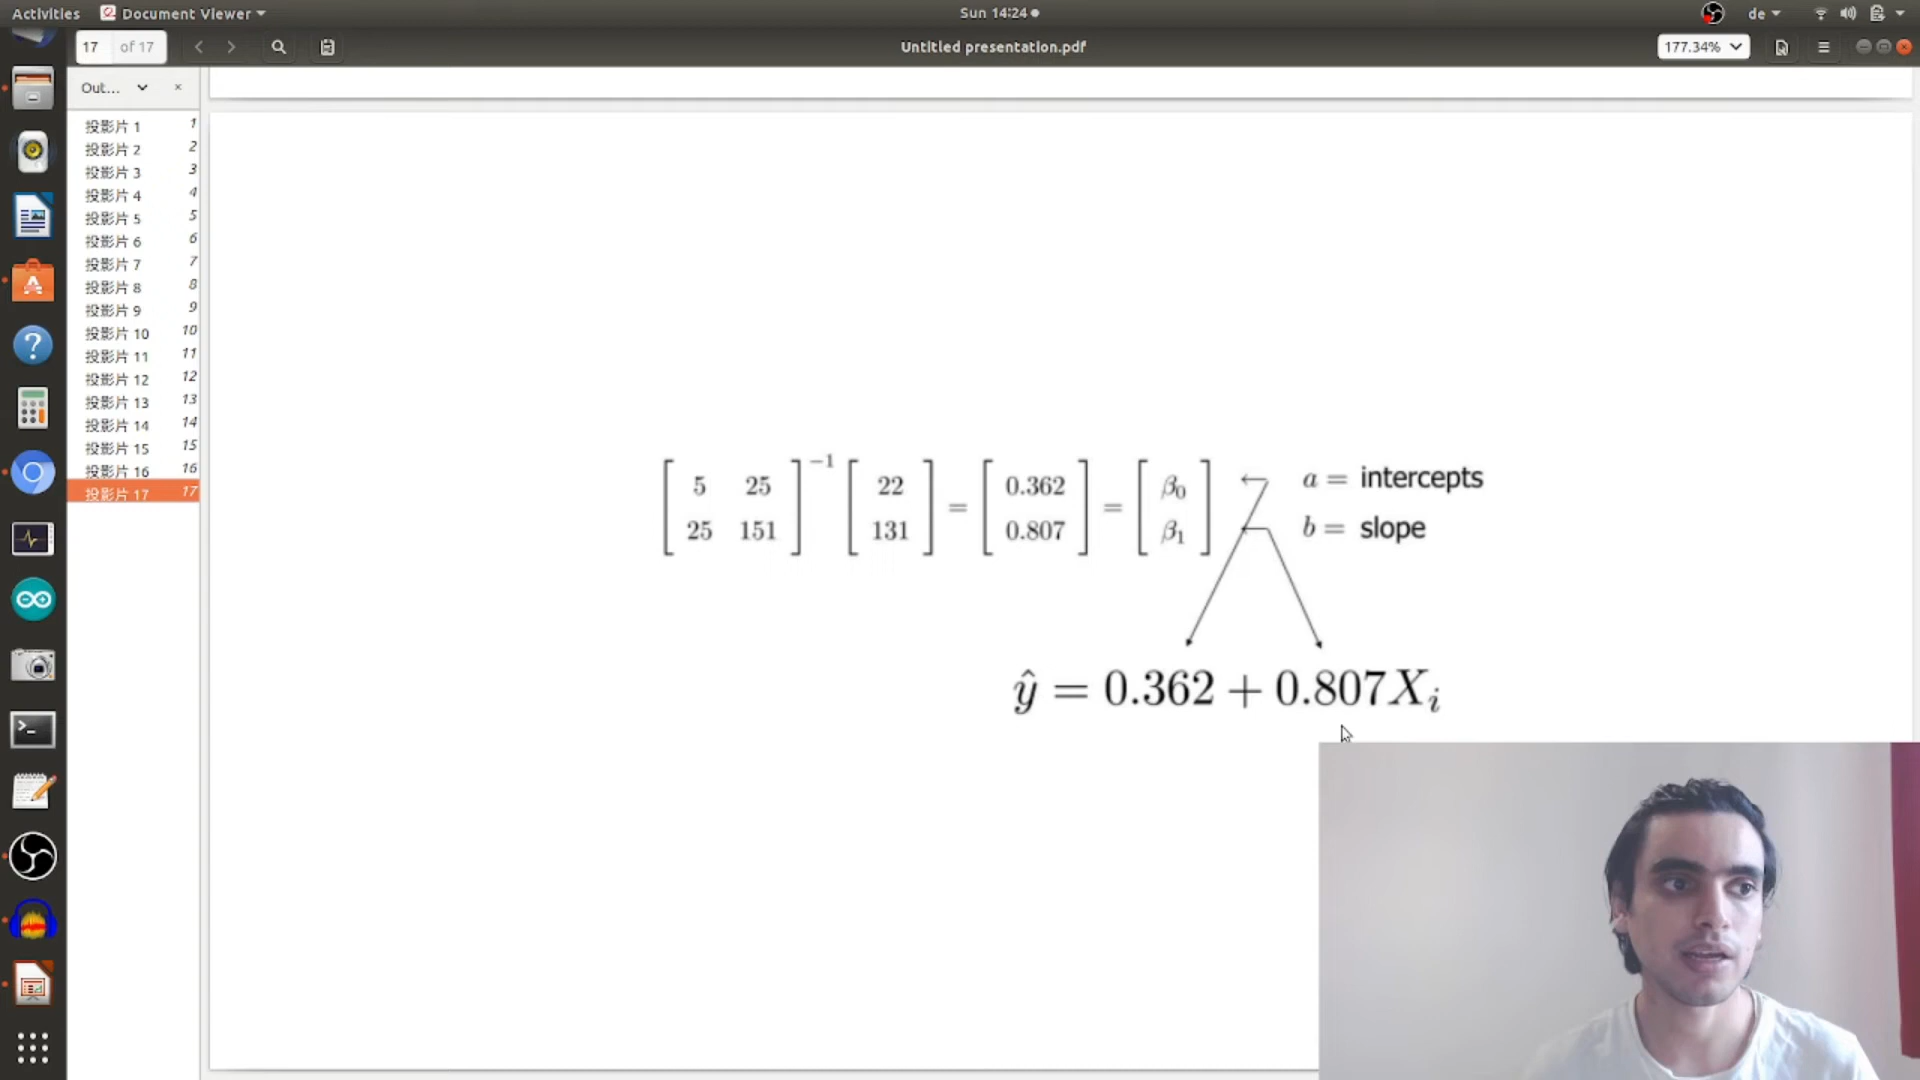 Activities Document Viewer Sun 14:24 de
17 of 17 Untitled presentation.pdf 177.34%
Out...
投影片 1 1
投影片 2 2
投影片 3 3
投影片 4 4
投影片 5 5
投影片 6 6
投影片 7 7
投影片 8 8
投影片 9 9
投影片 10 10
投影片 11 11
投影片 12 12
投影片 13 13
投影片 14 14
投影片 15 15
投影片 16 16
投影片 17 17
[5 25; 25 151]⁻¹ [22; 131] = [0.362; 0.807] = [β₀; β₁]
a = intercepts
b = slope
ŷ = 0.362 + 0.807Xᵢ